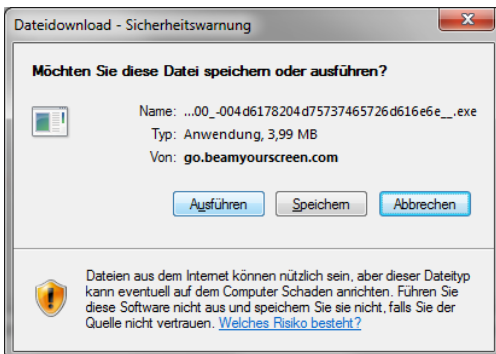 Dateidownload - Sicherheitswarnung
Möchten Sie diese Datei speichern oder ausführen?
Name: ...00_-004d6178204d75737465726d616e6e__.exe
Typ: Anwendung, 3,99 MB
Von: go.beamyourscreen.com
Ausführen Speichern Abbrechen
Dateien aus dem Internet können nützlich sein, aber dieser Dateityp
kann eventuell auf dem Computer Schaden anrichten. Führen Sie
diese Software nicht aus und speichern Sie sie nicht, falls Sie der
Quelle nicht vertrauen. Welches Risiko besteht?